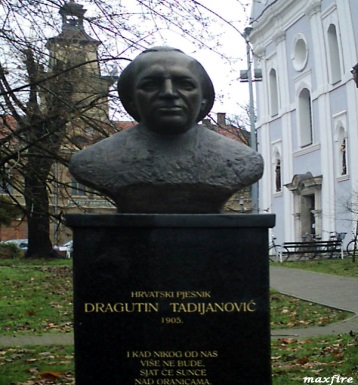 HRVATSKI PJESNIK
DRAGUTIN TADIJANOVIĆ
1905.
I KAD NIKOG OD NAS
VIŠE NE BUDE,
SJAT ĆE SUNCE
NAD ORANICAMA.
maxfire